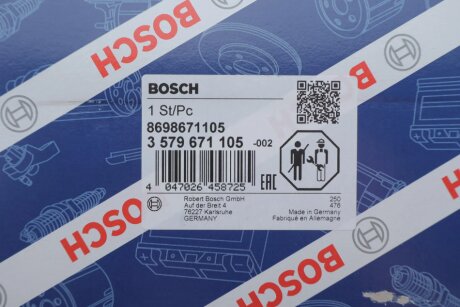 BOSCH
BOSCH
BOSCH
1 St/Pc
8698671105
3 579 671 105 -002
4 047026 458725
EAC
Robert Bosch GmbH
Auf der Breit 4
76227 Karlsruhe
GERMANY
250
476
Made in Germany
Fabriqué en Allemagne
BOSCH
BOSCH